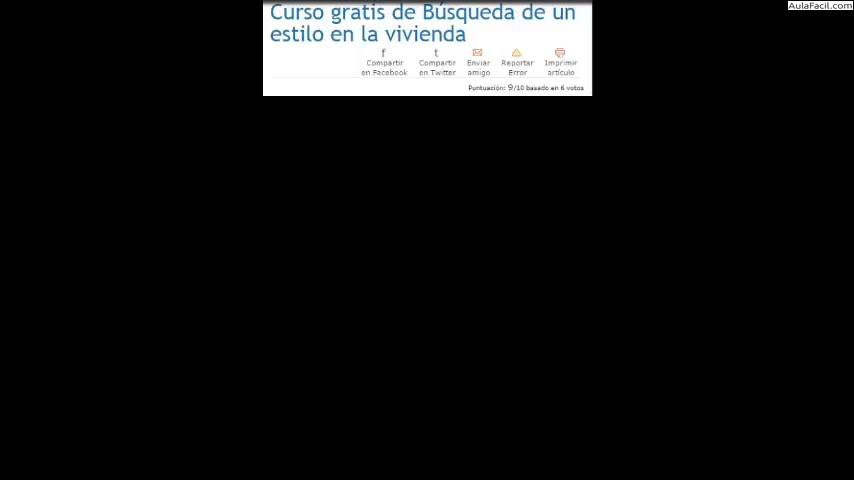 AulaFacil.com
Curso gratis de Búsqueda de un
estilo en la vivienda
f t
Compartir Compartir Enviar Reportar Imprimir
en Facebook en Twitter amigo Error artículo
Puntuación: 9/10 basado en 6 votos